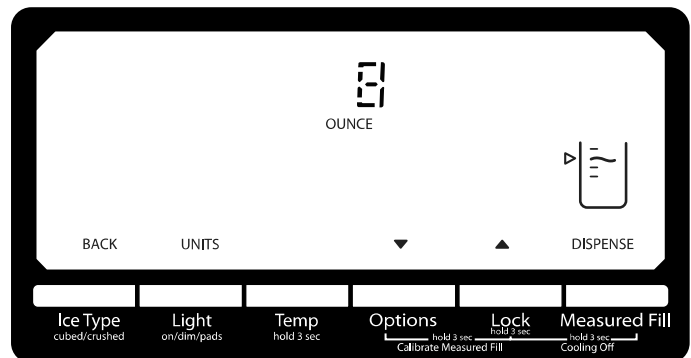 8
OUNCE
BACK UNITS ▼ ▲ DISPENSE
Ice Type Light Temp Options Lock Measured Fill
cubed/crushed on/dim/pads hold 3 sec hold 3 sec
hold 3 sec hold 3 sec
Calibrate Measured Fill Cooling Off